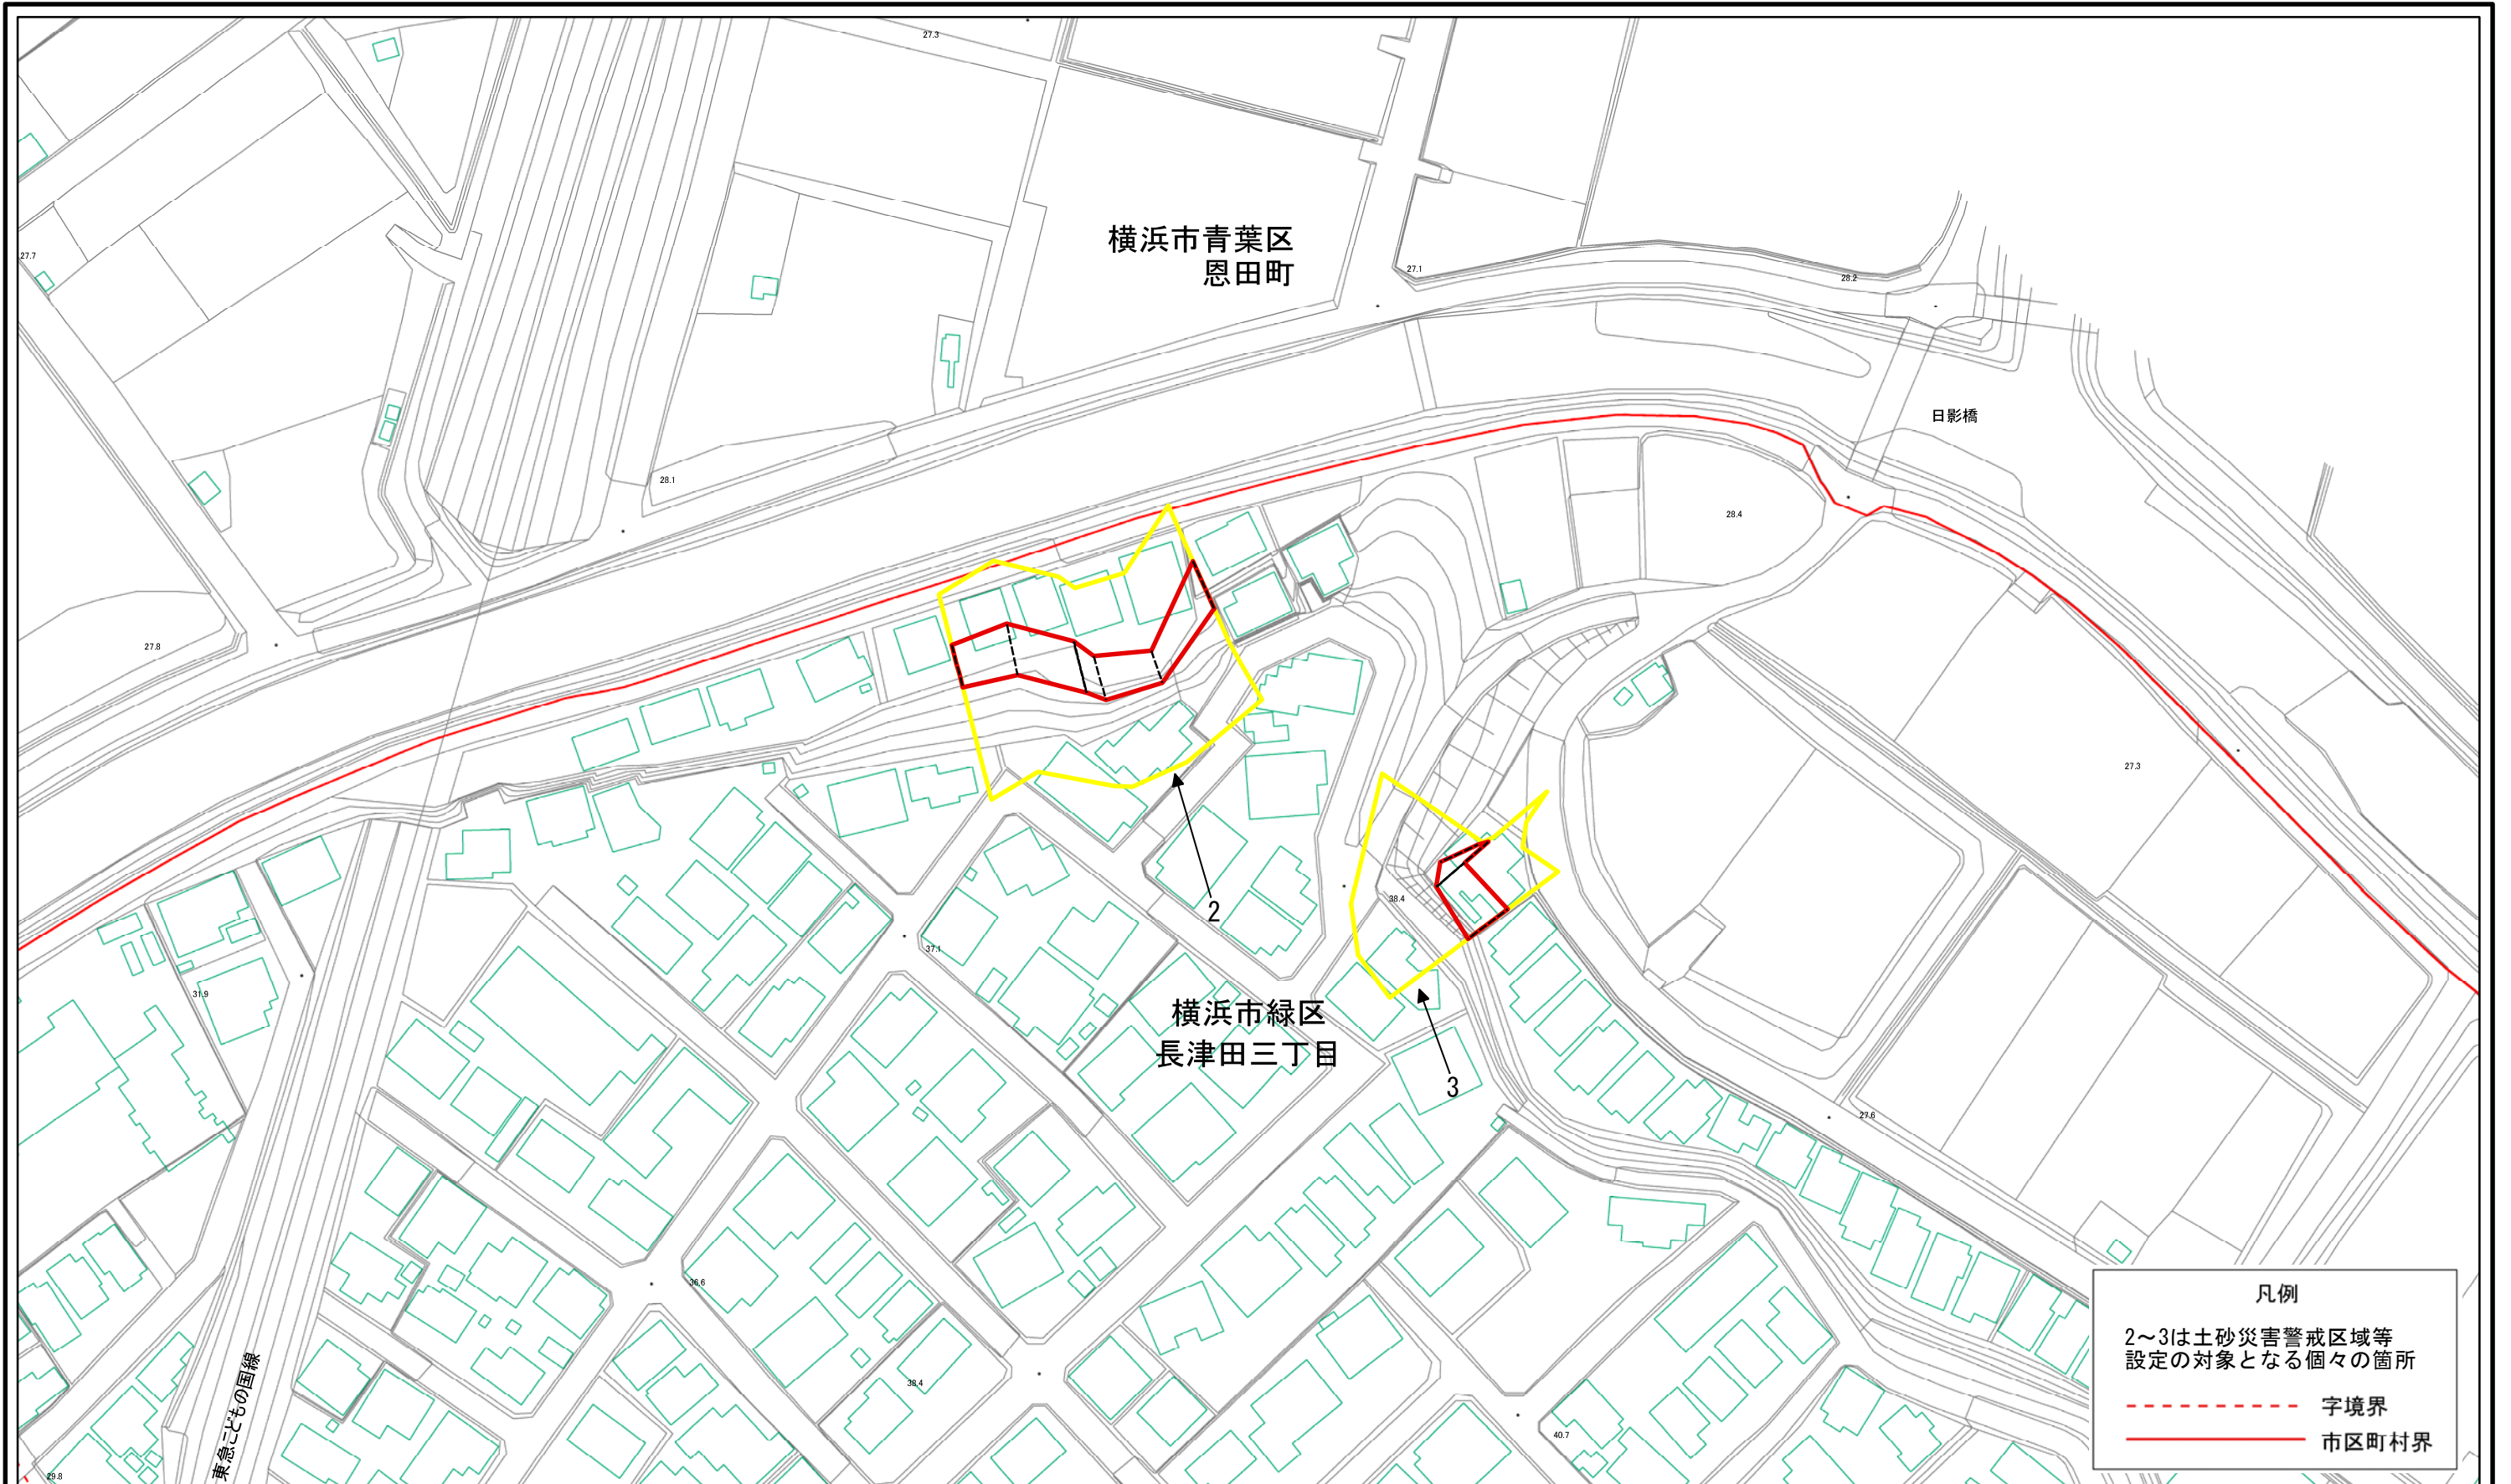 27.3
横浜市青葉区
恩田町
27.7
27.1
28.2
日影橋
28.1
28.4
27.8
27.3
38.4
2
37.1
31.9
横浜市緑区
長津田三丁目
3
27.6
36.6
38.4
40.7
29.8
東急こどもの国線
凡例
2～3は土砂災害警戒区域等
設定の対象となる個々の箇所
字境界
市区町村界